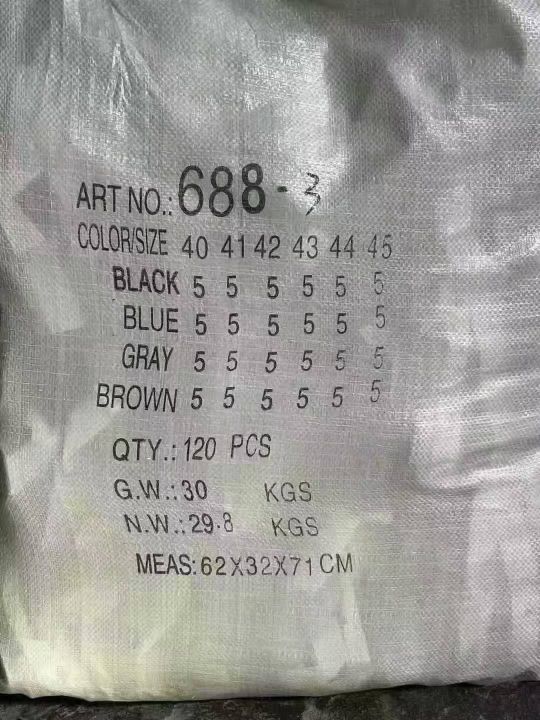 ART NO.: 688-3
COLOR/SIZE 40 41 42 43 44 45
BLACK 5 5 5 5 5 5
BLUE 5 5 5 5 5 5
GRAY 5 5 5 5 5 5
BROWN 5 5 5 5 5 5
QTY.: 120 PCS
G.W.: 30 KGS
N.W.: 29.8 KGS
MEAS: 62X32X71 CM